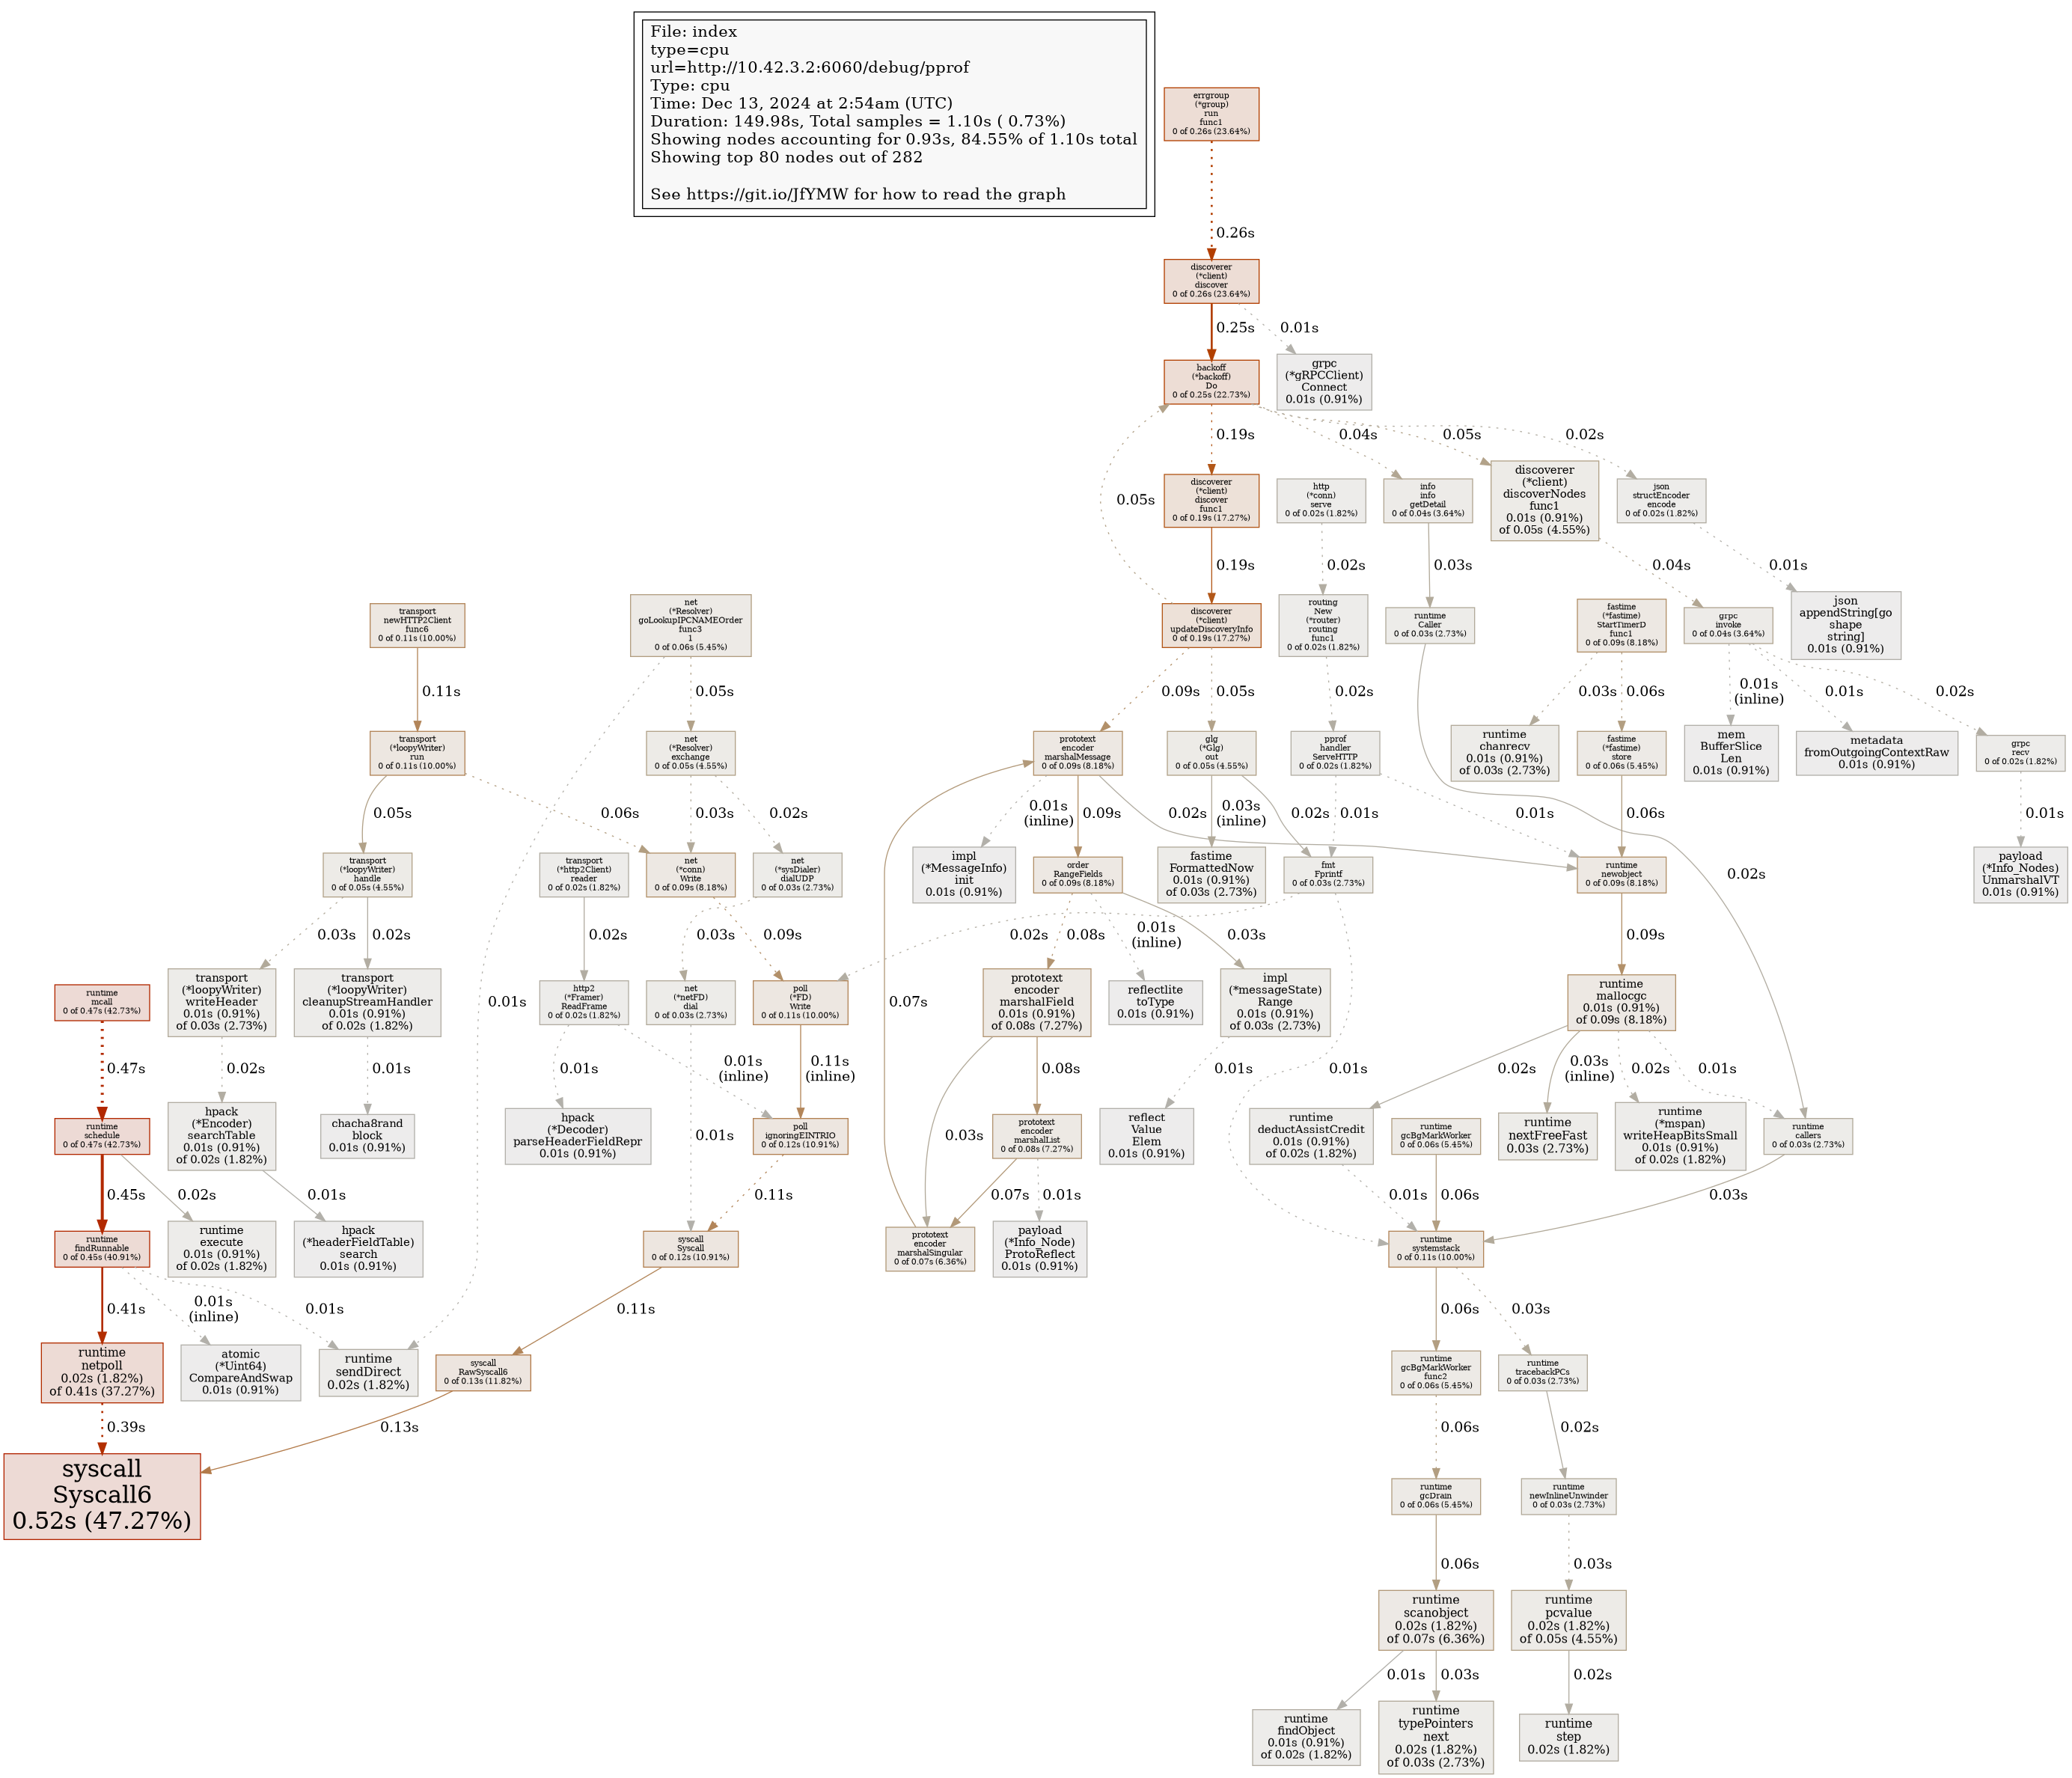 File: index
type=cpu
url=http://10.42.3.2:6060/debug/pprof
Type: cpu
Time: Dec 13, 2024 at 2:54am (UTC)
Duration: 149.98s, Total samples = 1.10s ( 0.73%)
Showing nodes accounting for 0.93s, 84.55% of 1.10s total
Showing top 80 nodes out of 282
See https://git.io/JfYMW for how to read the graph
errgroup
(*group)
run
func1
0 of 0.26s (23.64%)
0.26s
discoverer
(*client)
discover
0 of 0.26s (23.64%)
0.25s
0.01s
backoff
(*backoff)
Do
0 of 0.25s (22.73%)
grpc
(*gRPCClient)
Connect
0.01s (0.91%)
0.19s
0.04s
0.05s
0.02s
0.05s
discoverer
(*client)
discover
func1
0 of 0.19s (17.27%)
http
(*conn)
serve
0 of 0.02s (1.82%)
info
info
getDetail
0 of 0.04s (3.64%)
discoverer
(*client)
discoverNodes
func1
0.01s (0.91%)
of 0.05s (4.55%)
json
structEncoder
encode
0 of 0.02s (1.82%)
0.19s
0.02s
0.03s
0.04s
0.01s
transport
newHTTP2Client
func6
0 of 0.11s (10.00%)
net
(*Resolver)
goLookupIPCNAMEOrder
func3
1
0 of 0.06s (5.45%)
discoverer
(*client)
updateDiscoveryInfo
0 of 0.19s (17.27%)
routing
New
(*router)
routing
func1
0 of 0.02s (1.82%)
runtime
Caller
0 of 0.03s (2.73%)
fastime
(*fastime)
StartTimerD
func1
0 of 0.09s (8.18%)
grpc
invoke
0 of 0.04s (3.64%)
json
appendString[go
shape
string]
0.01s (0.91%)
0.11s
0.05s
0.09s
0.05s
0.02s
0.03s
0.06s
0.01s
(inline)
0.01s
0.02s
transport
(*loopyWriter)
run
0 of 0.11s (10.00%)
net
(*Resolver)
exchange
0 of 0.05s (4.55%)
prototext
encoder
marshalMessage
0 of 0.09s (8.18%)
glg
(*Glg)
out
0 of 0.05s (4.55%)
pprof
handler
ServeHTTP
0 of 0.02s (1.82%)
runtime
chanrecv
0.01s (0.91%)
of 0.03s (2.73%)
fastime
(*fastime)
store
0 of 0.06s (5.45%)
mem
BufferSlice
Len
0.01s (0.91%)
metadata
fromOutgoingContextRaw
0.01s (0.91%)
grpc
recv
0 of 0.02s (1.82%)
0.05s
0.06s
0.03s
0.02s
0.01s
(inline)
0.09s
0.02s
0.03s
(inline)
0.02s
0.01s
0.01s
0.06s
0.01s
transport
(*loopyWriter)
handle
0 of 0.05s (4.55%)
transport
(*http2Client)
reader
0 of 0.02s (1.82%)
net
(*conn)
Write
0 of 0.09s (8.18%)
net
(*sysDialer)
dialUDP
0 of 0.03s (2.73%)
impl
(*MessageInfo)
init
0.01s (0.91%)
order
RangeFields
0 of 0.09s (8.18%)
fastime
FormattedNow
0.01s (0.91%)
of 0.03s (2.73%)
fmt
Fprintf
0 of 0.03s (2.73%)
runtime
newobject
0 of 0.09s (8.18%)
0.02s
payload
(*Info_Nodes)
UnmarshalVT
0.01s (0.91%)
0.03s
0.02s
0.02s
0.09s
0.03s
0.02s
0.08s
0.01s
(inline)
0.03s
0.09s
runtime
mcall
0 of 0.47s (42.73%)
transport
(*loopyWriter)
writeHeader
0.01s (0.91%)
of 0.03s (2.73%)
transport
(*loopyWriter)
cleanupStreamHandler
0.01s (0.91%)
of 0.02s (1.82%)
0.01s
http2
(*Framer)
ReadFrame
0 of 0.02s (1.82%)
net
(*netFD)
dial
0 of 0.03s (2.73%)
poll
(*FD)
Write
0 of 0.11s (10.00%)
0.07s
prototext
encoder
marshalField
0.01s (0.91%)
of 0.08s (7.27%)
reflectlite
toType
0.01s (0.91%)
impl
(*messageState)
Range
0.01s (0.91%)
of 0.03s (2.73%)
runtime
mallocgc
0.01s (0.91%)
of 0.09s (8.18%)
0.47s
0.02s
0.01s
0.01s
0.01s
(inline)
0.11s
(inline)
0.08s
0.01s
0.01s
0.02s
0.03s
(inline)
0.02s
0.01s
runtime
schedule
0 of 0.47s (42.73%)
hpack
(*Encoder)
searchTable
0.01s (0.91%)
of 0.02s (1.82%)
chacha8rand
block
0.01s (0.91%)
hpack
(*Decoder)
parseHeaderFieldRepr
0.01s (0.91%)
0.01s
poll
ignoringEINTRIO
0 of 0.12s (10.91%)
0.03s
prototext
encoder
marshalList
0 of 0.08s (7.27%)
reflect
Value
Elem
0.01s (0.91%)
runtime
deductAssistCredit
0.01s (0.91%)
of 0.02s (1.82%)
runtime
gcBgMarkWorker
0 of 0.06s (5.45%)
runtime
nextFreeFast
0.03s (2.73%)
runtime
(*mspan)
writeHeapBitsSmall
0.01s (0.91%)
of 0.02s (1.82%)
runtime
callers
0 of 0.03s (2.73%)
0.45s
0.02s
0.01s
0.11s
0.07s
0.01s
0.01s
0.06s
0.03s
runtime
findRunnable
0 of 0.45s (40.91%)
runtime
execute
0.01s (0.91%)
of 0.02s (1.82%)
hpack
(*headerFieldTable)
search
0.01s (0.91%)
syscall
Syscall
0 of 0.12s (10.91%)
prototext
encoder
marshalSingular
0 of 0.07s (6.36%)
payload
(*Info_Node)
ProtoReflect
0.01s (0.91%)
runtime
systemstack
0 of 0.11s (10.00%)
0.41s
0.01s
(inline)
0.01s
0.11s
0.06s
0.03s
runtime
netpoll
0.02s (1.82%)
of 0.41s (37.27%)
atomic
(*Uint64)
CompareAndSwap
0.01s (0.91%)
runtime
sendDirect
0.02s (1.82%)
syscall
RawSyscall6
0 of 0.13s (11.82%)
runtime
gcBgMarkWorker
func2
0 of 0.06s (5.45%)
runtime
tracebackPCs
0 of 0.03s (2.73%)
0.39s
0.13s
0.06s
0.02s
syscall
Syscall6
0.52s (47.27%)
runtime
gcDrain
0 of 0.06s (5.45%)
runtime
newInlineUnwinder
0 of 0.03s (2.73%)
0.06s
0.03s
runtime
scanobject
0.02s (1.82%)
of 0.07s (6.36%)
runtime
pcvalue
0.02s (1.82%)
of 0.05s (4.55%)
0.01s
0.03s
0.02s
runtime
findObject
0.01s (0.91%)
of 0.02s (1.82%)
runtime
typePointers
next
0.02s (1.82%)
of 0.03s (2.73%)
runtime
step
0.02s (1.82%)